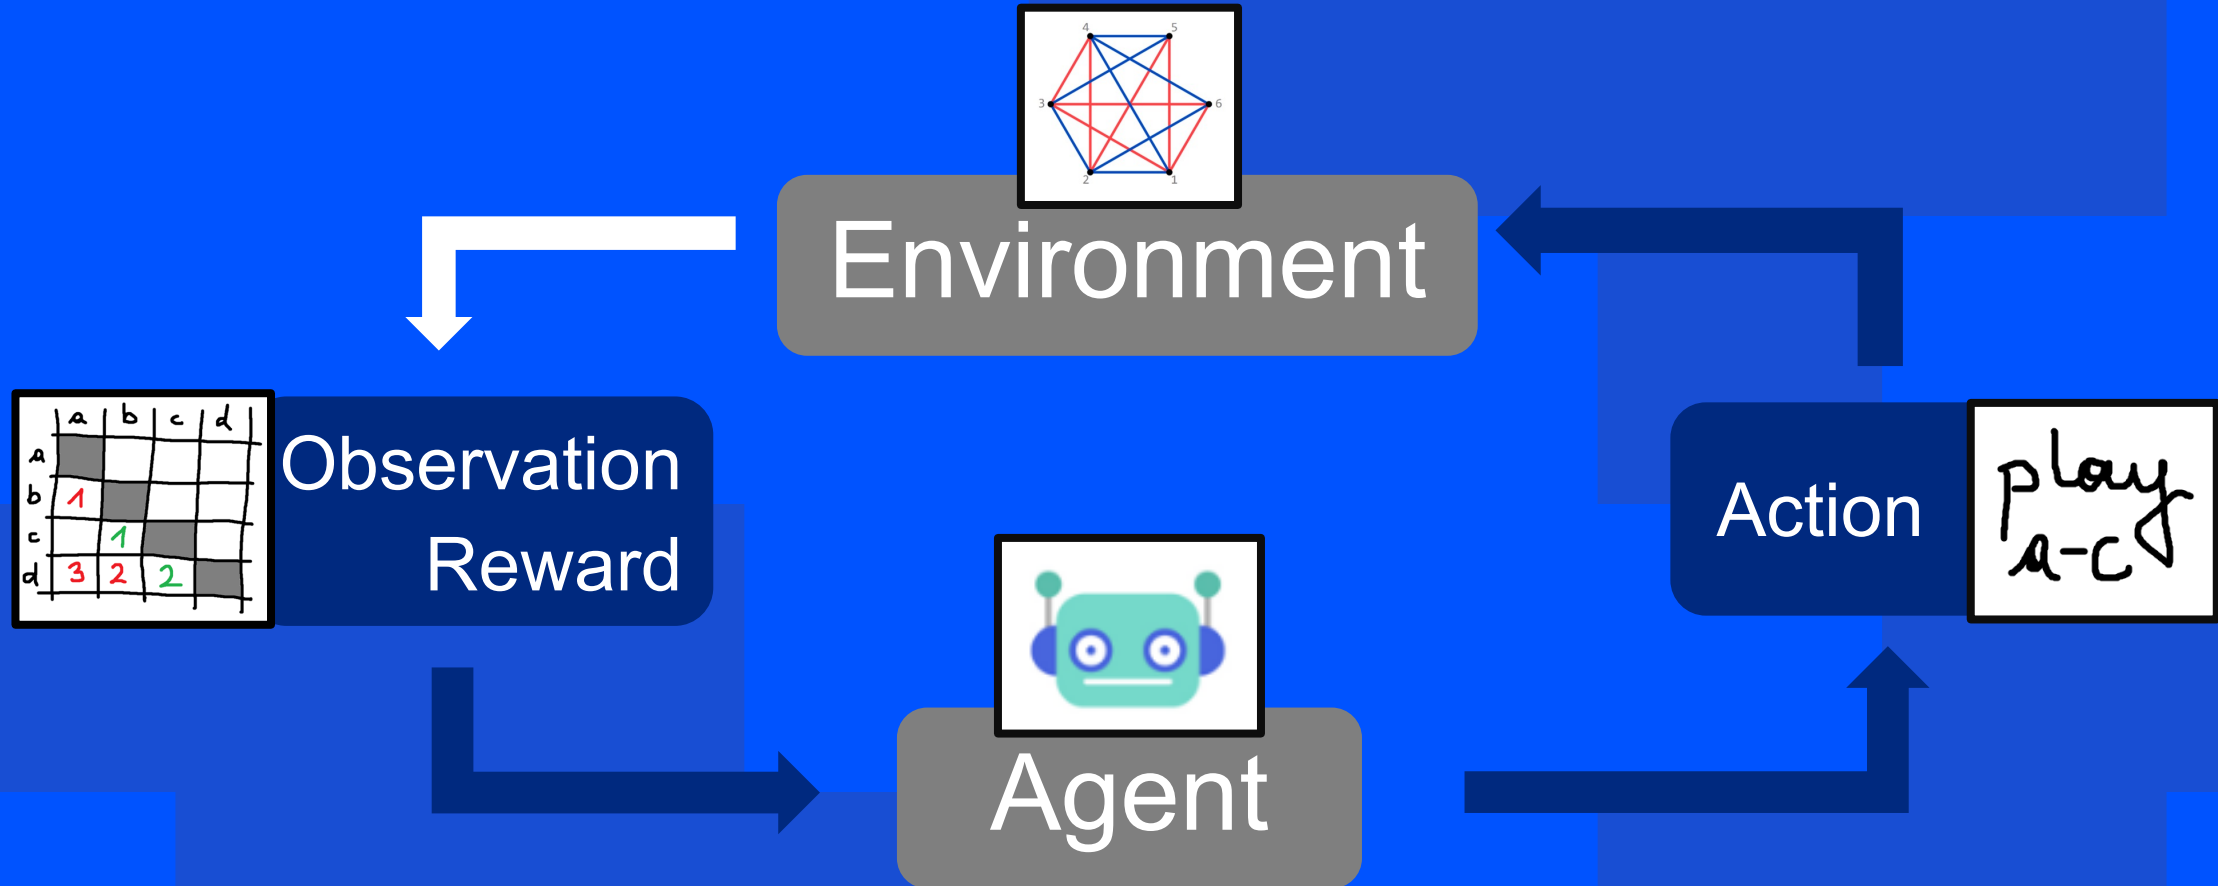 4 5
3 6
2 1
Environment
a b c d
a
b 1
c 1
d 3 2 2
Observation
Reward
Action
play
a-c
Agent